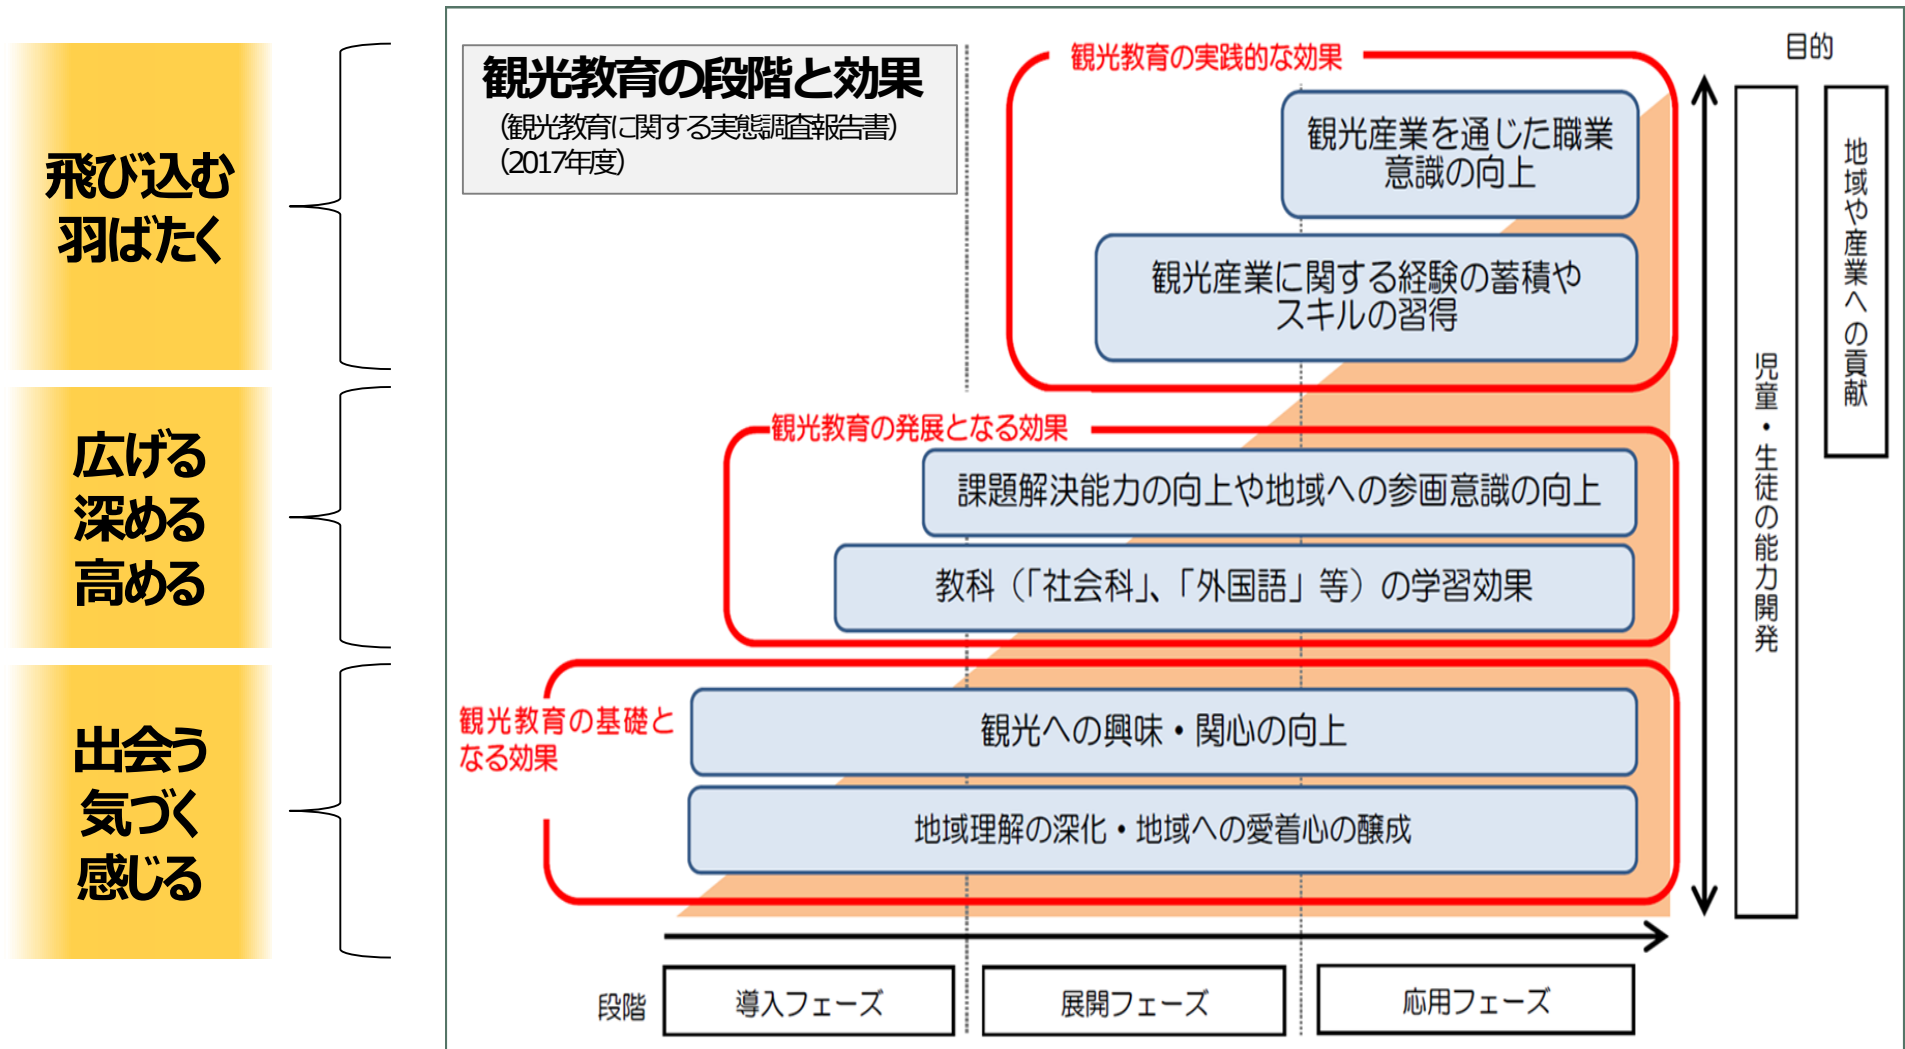 飛び込む
羽ばたく
広げる
深める
高める
出会う
気づく
感じる
観光教育の段階と効果
（観光教育に関する実態調査報告書）
（2017年度）
観光教育の実践的な効果
観光産業を通じた職業
意識の向上
観光産業に関する経験の蓄積や
スキルの習得
観光教育の発展となる効果
課題解決能力の向上や地域への参画意識の向上
教科（「社会科」、「外国語」等）の学習効果
観光教育の基礎と
なる効果
観光への興味・関心の向上
地域理解の深化・地域への愛着心の醸成
段階
導入フェーズ
展開フェーズ
応用フェーズ
目的
児童・生徒の能力開発
地域や産業への貢献